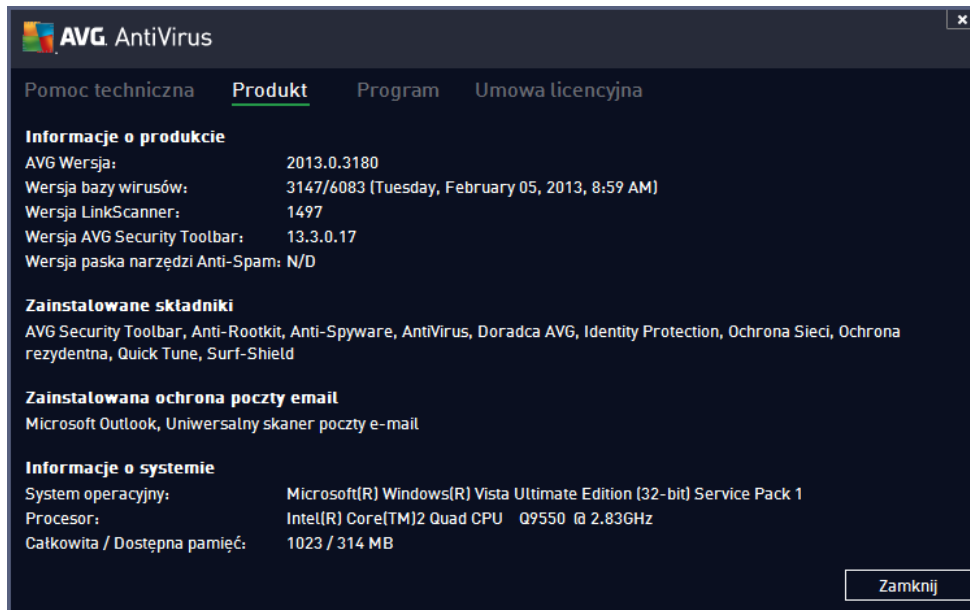 AVG. AntiVirus
x
Pomoc techniczna Produkt Program Umowa licencyjna
Informacje o produkcie
AVG Wersja: 2013.0.3180
Wersja bazy wirusów: 3147/6083 (Tuesday, February 05, 2013, 8:59 AM)
Wersja LinkScanner: 1497
Wersja AVG Security Toolbar: 13.3.0.17
Wersja paska narzędzi Anti-Spam: N/D
Zainstalowane składniki
AVG Security Toolbar, Anti-Rootkit, Anti-Spyware, AntiVirus, Doradca AVG, Identity Protection, Ochrona Sieci, Ochrona
rezydentna, Quick Tune, Surf-Shield
Zainstalowana ochrona poczty email
Microsoft Outlook, Uniwersalny skaner poczty e-mail
Informacje o systemie
System operacyjny: Microsoft(R) Windows(R) Vista Ultimate Edition (32-bit) Service Pack 1
Procesor: Intel(R) Core(TM)2 Quad CPU Q9550 @ 2.83GHz
Całkowita / Dostępna pamięć: 1023 / 314 MB
Zamknij